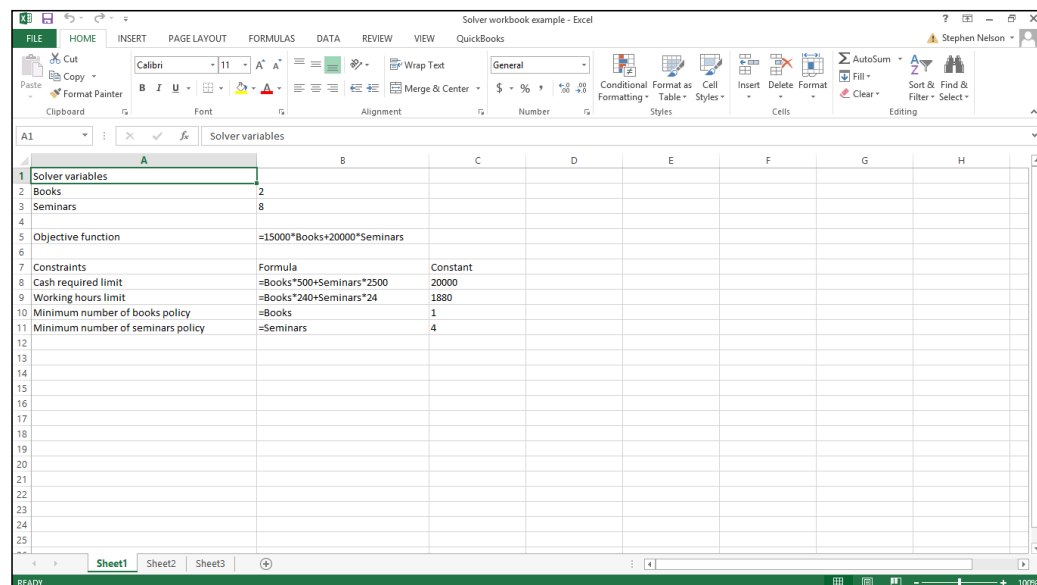 Solver workbook example - Excel
FILE HOME INSERT PAGE LAYOUT FORMULAS DATA REVIEW VIEW QuickBooks Stephen Nelson
Paste
Cut
Copy
Format Painter
Clipboard
Calibri 11
B I U
Font
Wrap Text
Merge & Center
Alignment
General
$ % ,
Number
Conditional Formatting
Format as Table
Cell Styles
Styles
Insert Delete Format
Cells
AutoSum
Fill
Clear
Sort & Filter
Find & Select
Editing
A1 fx Solver variables
A B C D E F G H
1 Solver variables
2 Books 2
3 Seminars 8
4
5 Objective function =15000*Books+20000*Seminars
6
7 Constraints Formula Constant
8 Cash required limit =Books*500+Seminars*2500 20000
9 Working hours limit =Books*240+Seminars*24 1880
10 Minimum number of books policy =Books 1
11 Minimum number of seminars policy =Seminars 4
12
13
14
15
16
17
18
19
20
21
22
23
24
25
Sheet1 Sheet2 Sheet3
READY 100%